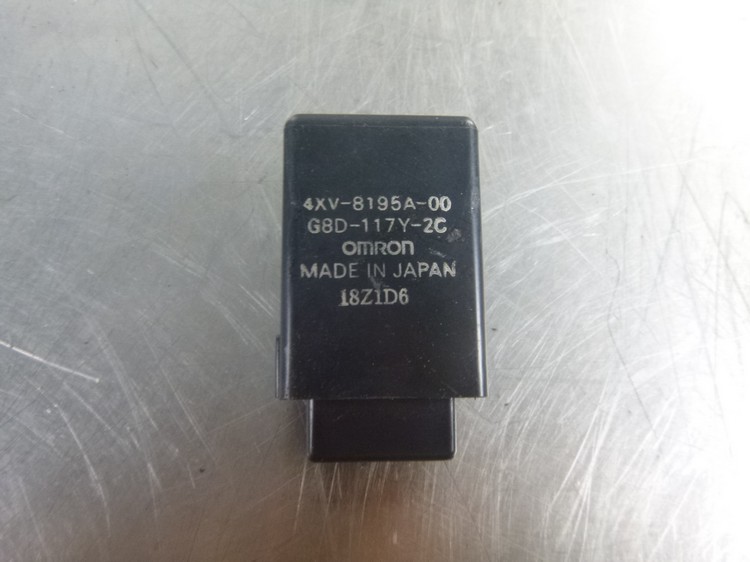 4XV-8195A-00
G8D-117Y-2C
OMRON
MADE IN JAPAN
18Z1D6